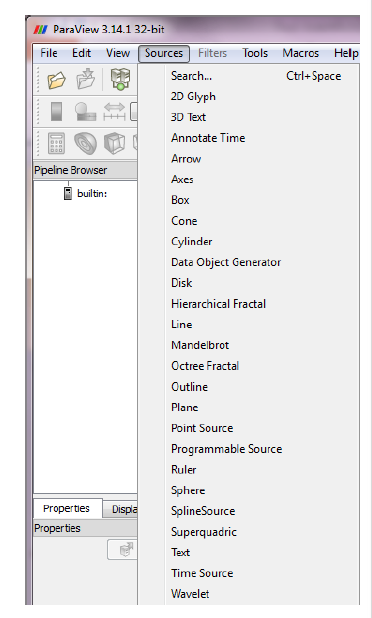 ParaView 3.14.1 32-bit
File Edit View Sources Filters Tools Macros Help
Search... Ctrl+Space
2D Glyph
3D Text
Annotate Time
Arrow
Pipeline Browser
Axes
builtin:
Box
Cone
Cylinder
Data Object Generator
Disk
Hierarchical Fractal
Line
Mandelbrot
Octree Fractal
Outline
Plane
Point Source
Programmable Source
Ruler
Sphere
Properties Displa
SplineSource
Properties
Superquadric
Text
Time Source
Wavelet